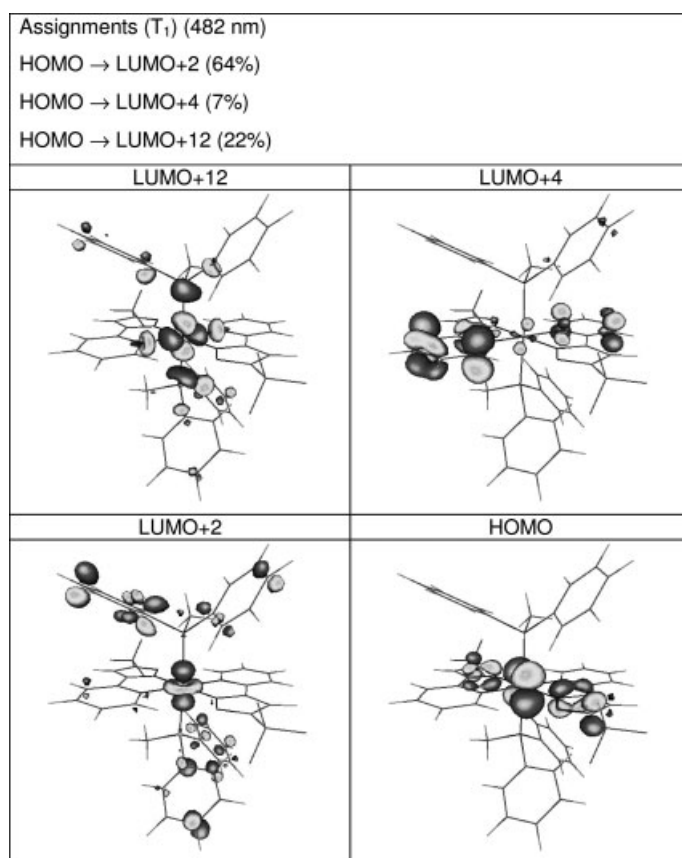 Assignments (T₁) (482 nm)
HOMO → LUMO+2 (64%)
HOMO → LUMO+4 (7%)
HOMO → LUMO+12 (22%)
LUMO+12
LUMO+4
LUMO+2
HOMO